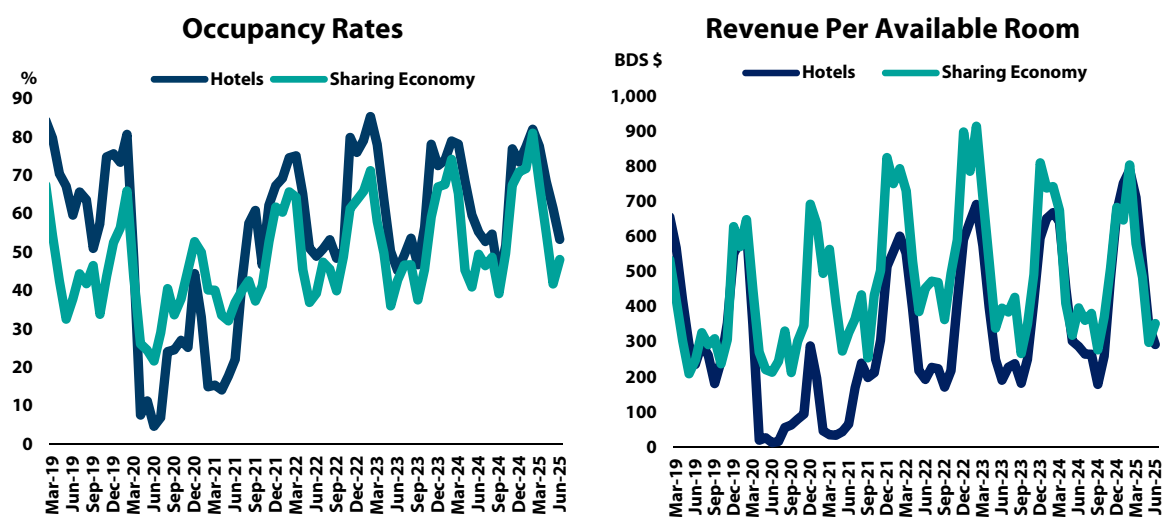 Occupancy Rates
%
Hotels
Sharing Economy
90
80
70
60
50
40
30
20
10
0
Mar-19
Jun-19
Sep-19
Dec-19
Mar-20
Jun-20
Sep-20
Dec-20
Mar-21
Jun-21
Sep-21
Dec-21
Mar-22
Jun-22
Sep-22
Dec-22
Mar-23
Jun-23
Sep-23
Dec-23
Mar-24
Jun-24
Sep-24
Dec-24
Mar-25
Jun-25
Revenue Per Available Room
BDS $
Hotels
Sharing Economy
1,000
900
800
700
600
500
400
300
200
100
0
Mar-19
Jun-19
Sep-19
Dec-19
Mar-20
Jun-20
Sep-20
Dec-20
Mar-21
Jun-21
Sep-21
Dec-21
Mar-22
Jun-22
Sep-22
Dec-22
Mar-23
Jun-23
Sep-23
Dec-23
Mar-24
Jun-24
Sep-24
Dec-24
Mar-25
Jun-25